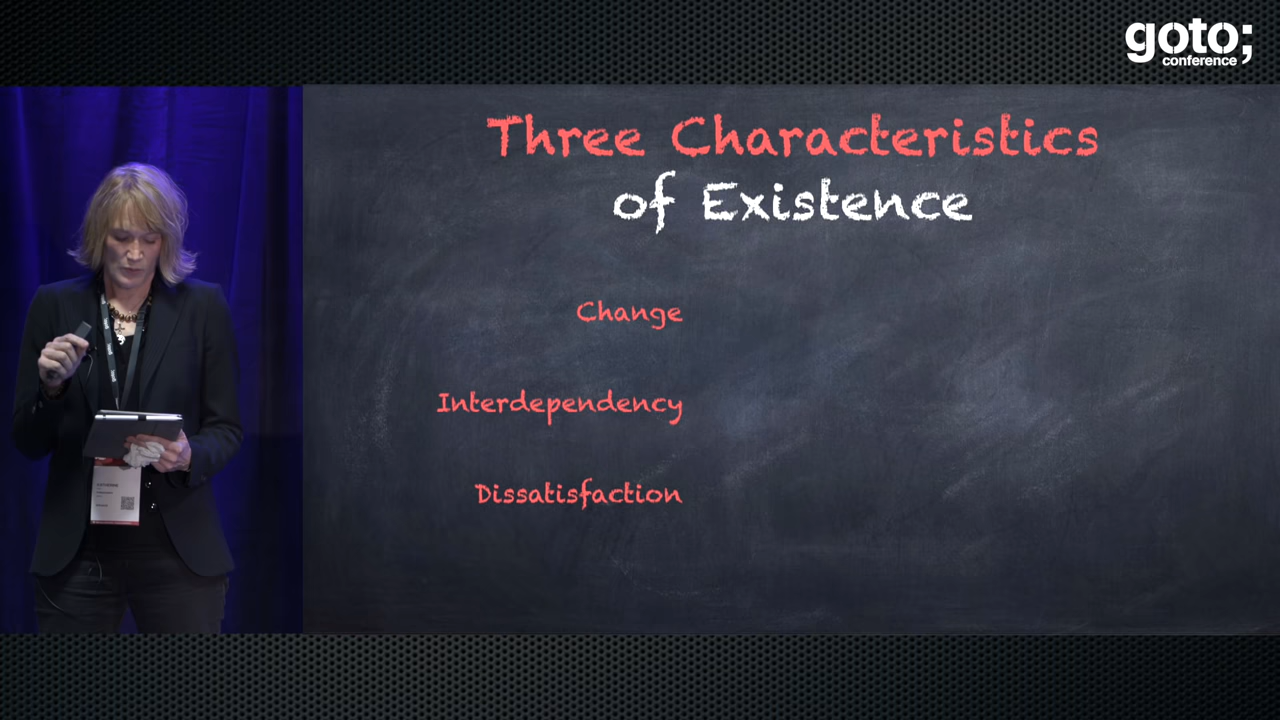 goto;
conference
Three Characteristics
of Existence
Change
Interdependency
Dissatisfaction